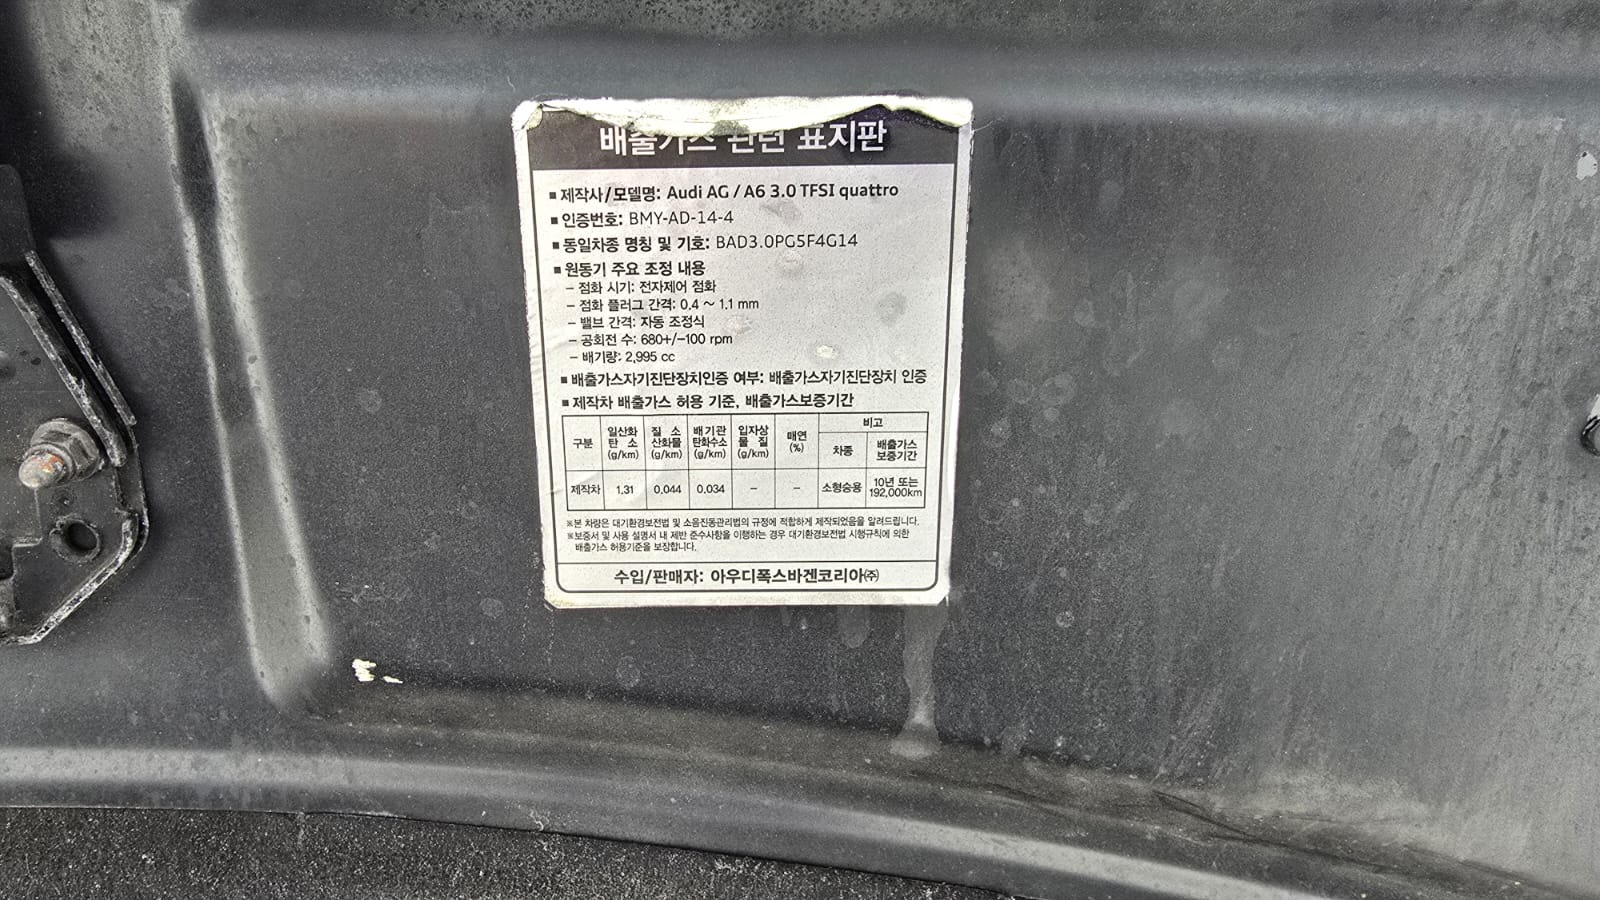 배출가스 관련 표지판
■ 제작사/모델명: Audi AG / A6 3.0 TFSI quattro
■ 인증번호: BMY-AD-14-4
■ 동일차종 명칭 및 기호: BAD3.0PG5F4G14
■ 원동기 주요 조정 내용
– 점화 시기: 전자제어 점화
– 점화 플러그 간격: 0.4 ~ 1.1 mm
– 밸브 간격: 자동 조정식
– 공회전 수: 680+/-100 rpm
– 배기량: 2,995 cc
■ 배출가스자기진단장치인증 여부: 배출가스자기진단장치 인증
■ 제작차 배출가스 허용 기준, 배출가스보증기간
구분 일산화탄소 (g/km) 질소산화물 (g/km) 배기관탄화수소 (g/km) 입자상물질 (g/km) 매연 (%) 비고
차종 배출가스 보증기간
제작차 1.31 0.044 0.034 – – 소형승용 10년 또는 192,000km
※본 차량은 대기환경보전법 및 소음진동관리법의 규정에 적합하게 제작되었음을 알려드립니다.
※보증서 및 사용 설명서 내 제반 준수사항을 이행하는 경우 대기환경보전법 시행규칙에 의한
배출가스 허용기준을 보장합니다.
수입/판매자: 아우디폭스바겐코리아㈜